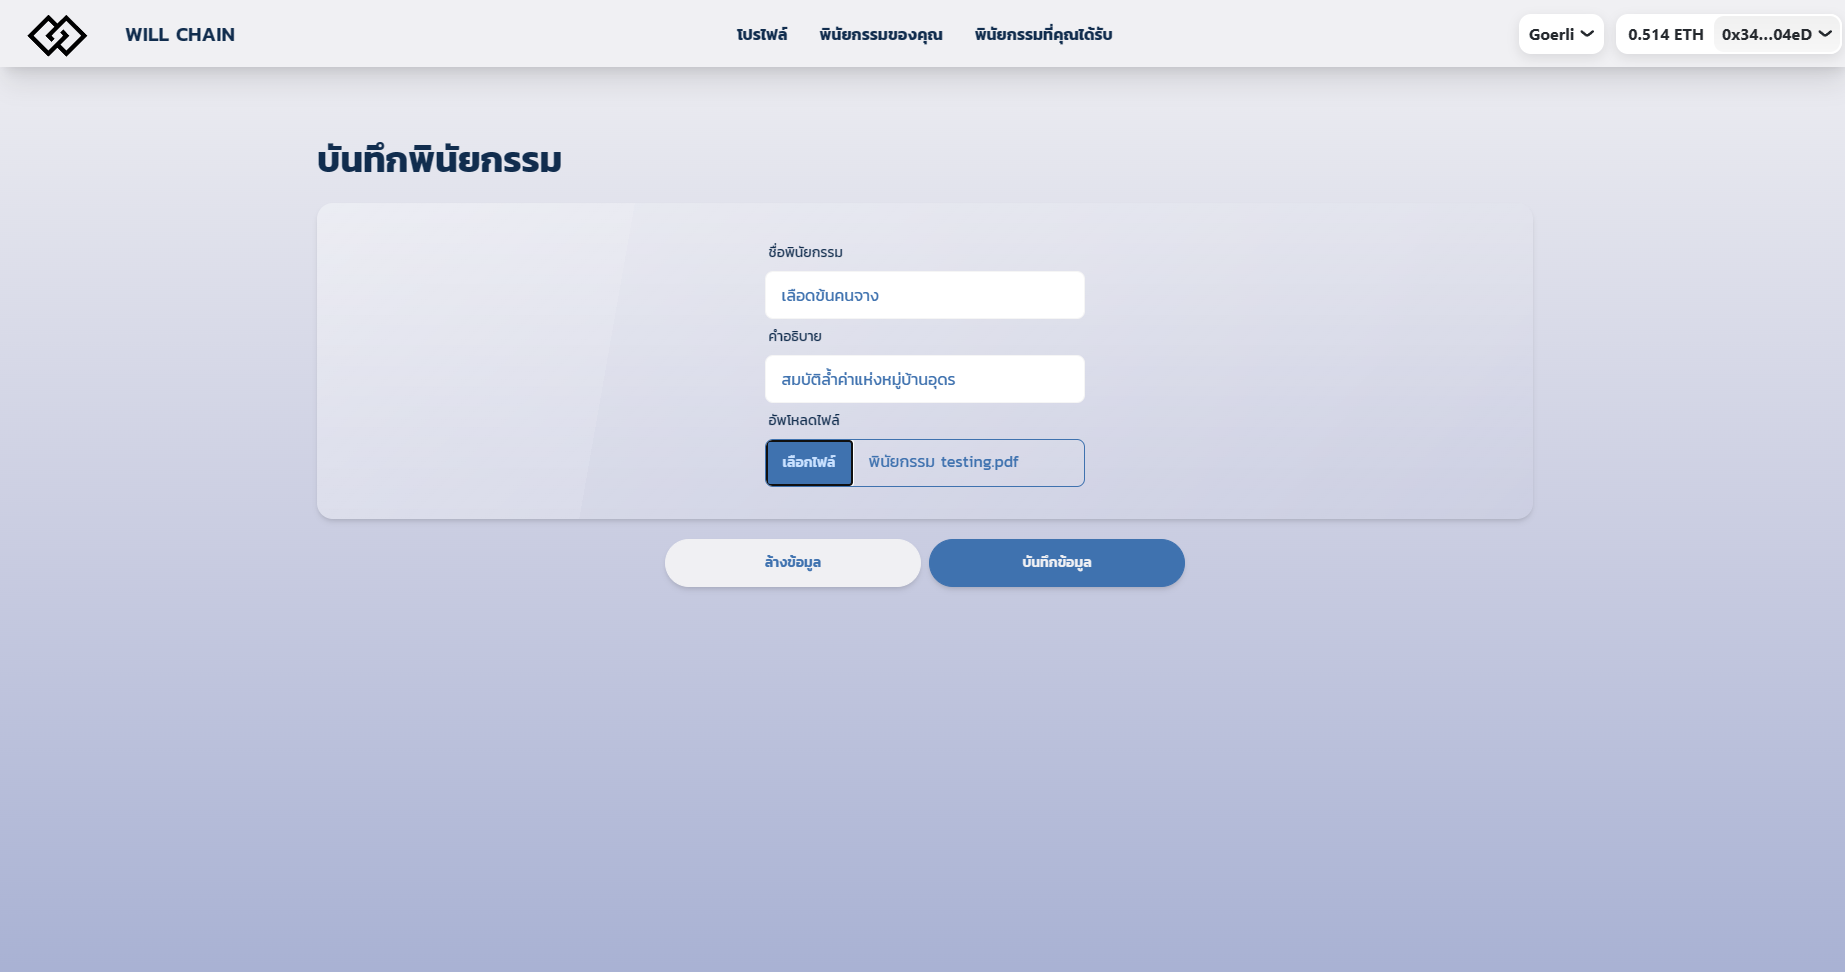 WILL CHAIN
โปรไฟล์ พินัยกรรมของคุณ พินัยกรรมที่คุณได้รับ
Goerli 0.514 ETH 0x34...04eD
บันทึกพินัยกรรม
ชื่อพินัยกรรม
เลือดข้นคนจาง
คำอธิบาย
สมบัติล้ำค่าแห่งหมู่บ้านอุดร
อัพโหลดไฟล์
เลือกไฟล์ พินัยกรรม testing.pdf
ล้างข้อมูล บันทึกข้อมูล